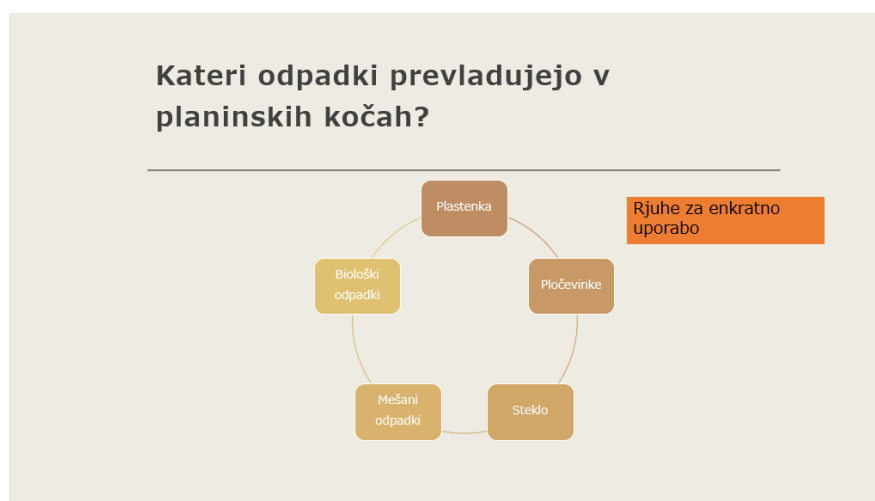 Kateri odpadki prevladujejo v
planinskih kočah?
Plastenka
Rjuhe za enkratno
uporabo
Pločevinke
Steklo
Mešani
odpadki
Biološki
odpadki